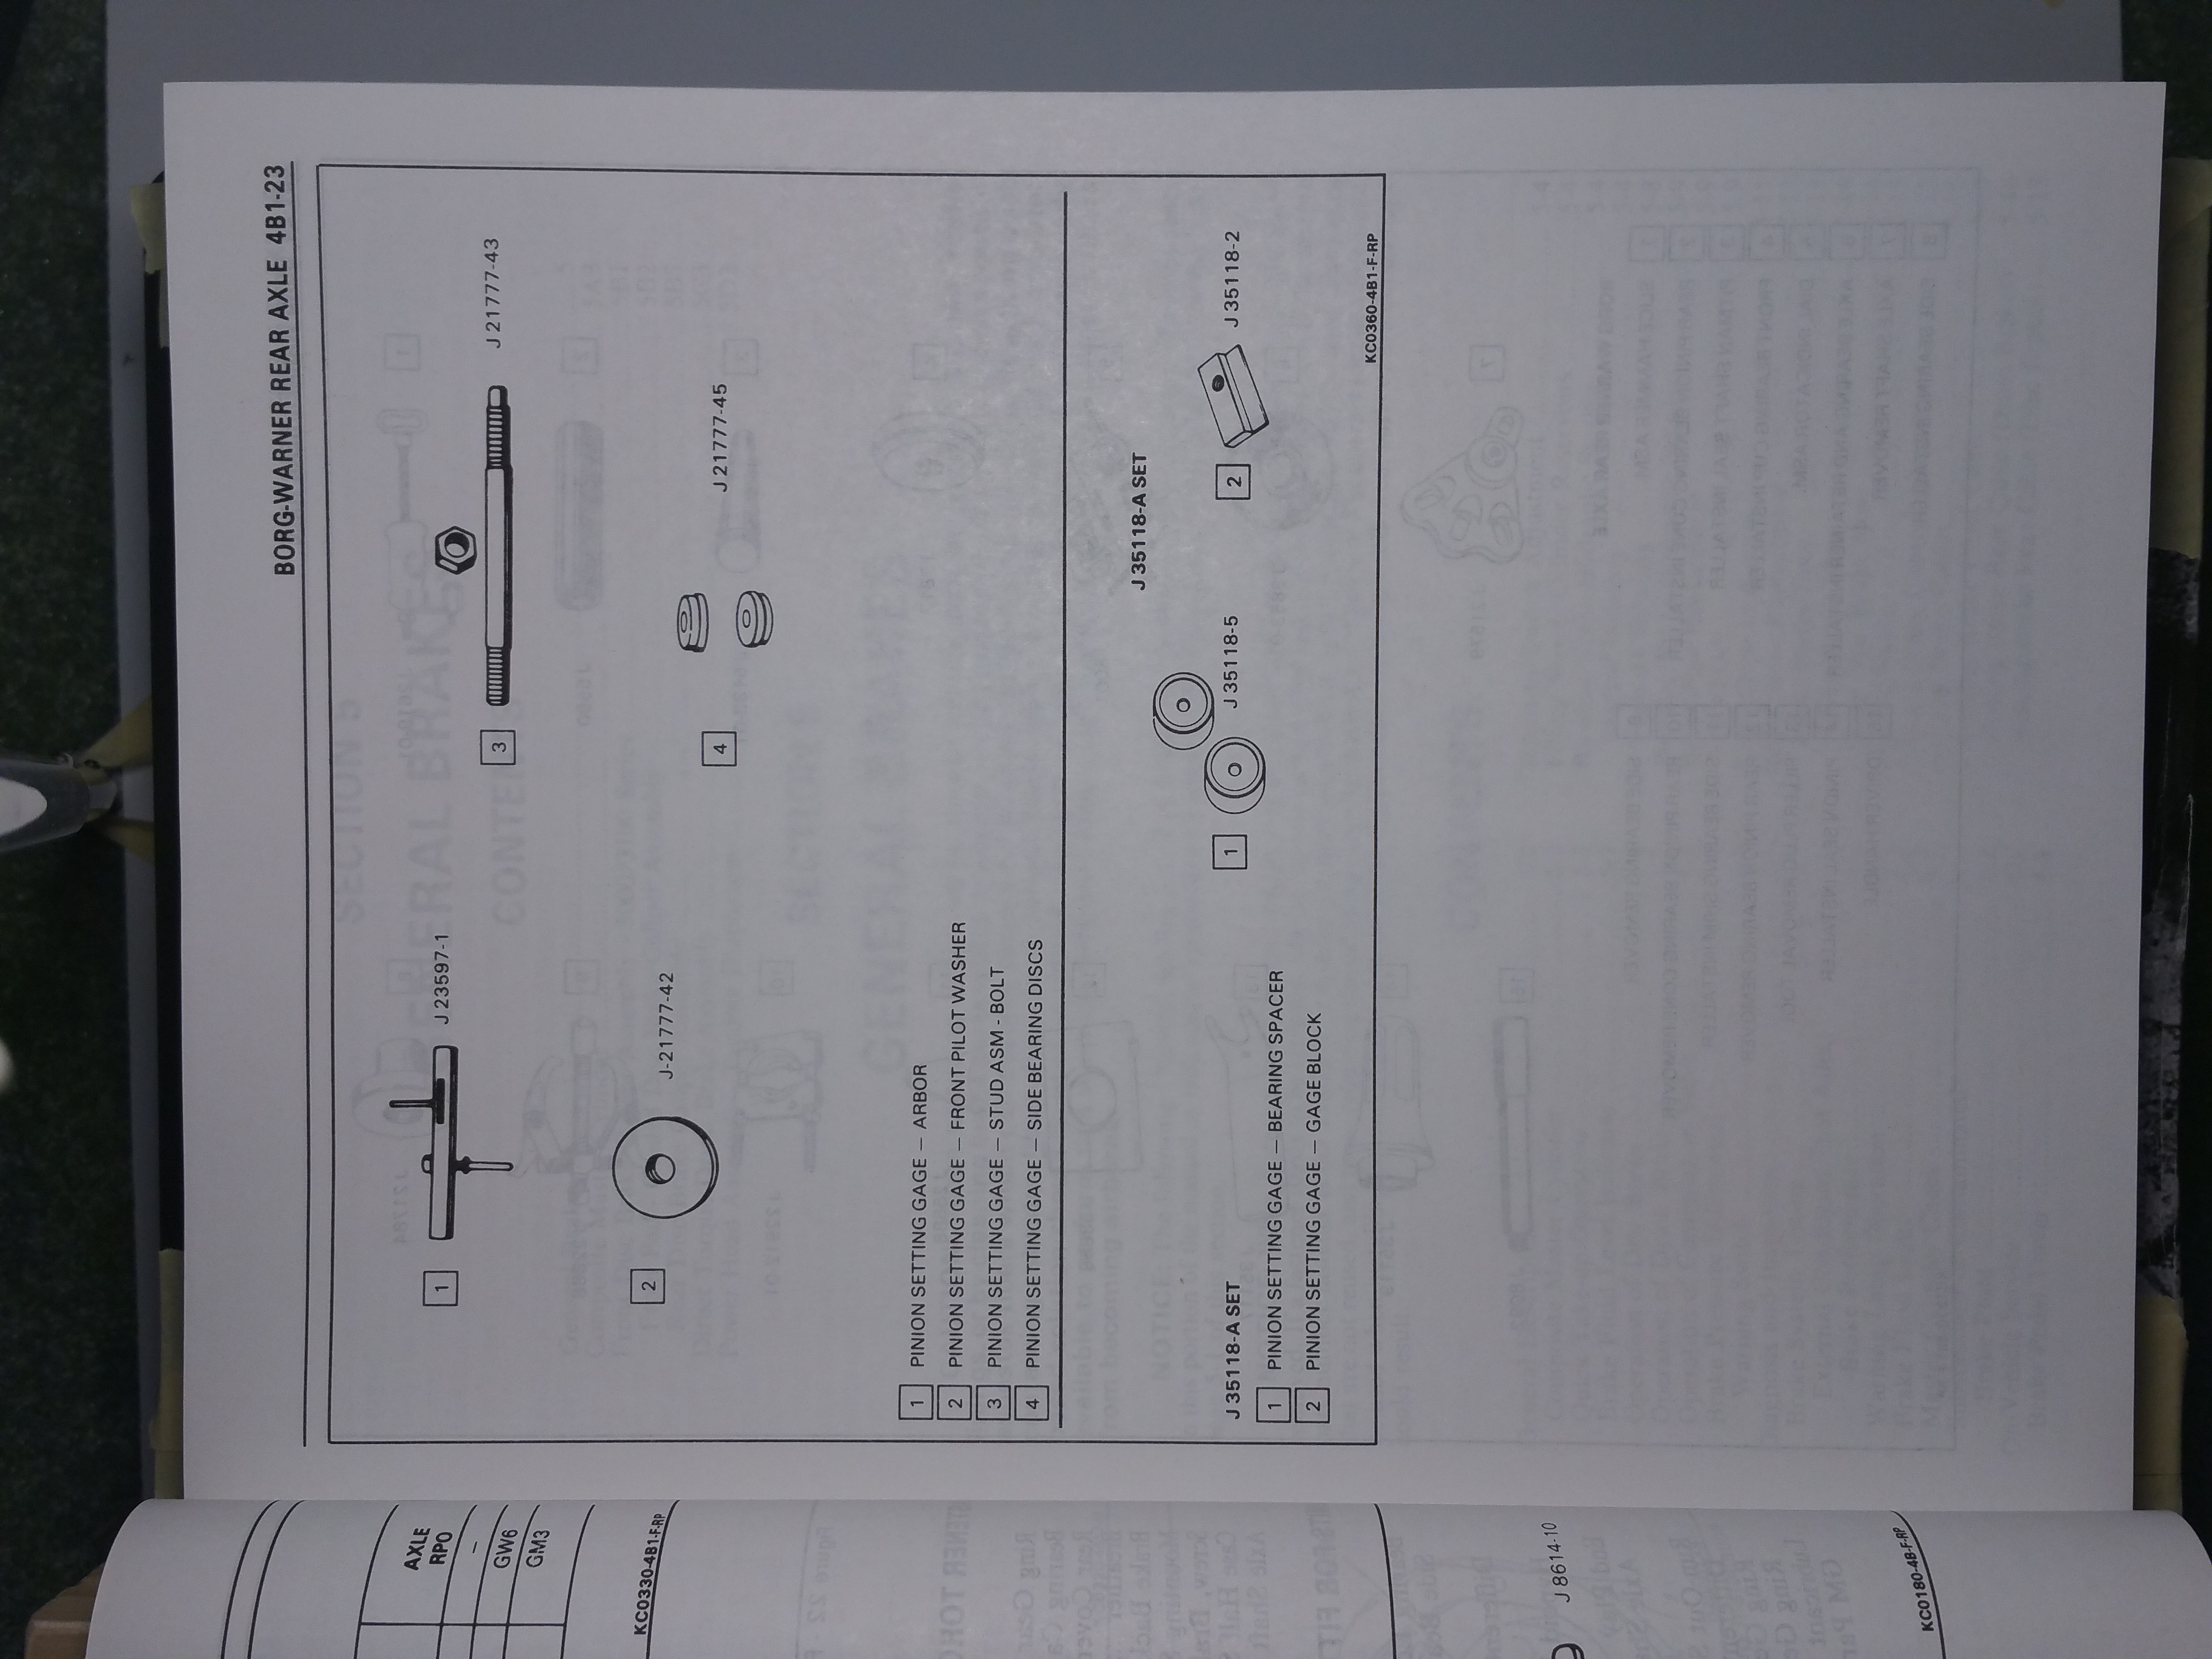 BORG-WARNER REAR AXLE 4B1-23
1
J 23597-1
3
J 21777-43
2
J-21777-42
4
J 21777-45
1 PINION SETTING GAGE — ARBOR
2 PINION SETTING GAGE — FRONT PILOT WASHER
3 PINION SETTING GAGE — STUD ASM - BOLT
4 PINION SETTING GAGE — SIDE BEARING DISCS
J 35118-A SET
J 35118-A SET
1 PINION SETTING GAGE — BEARING SPACER
2 PINION SETTING GAGE — GAGE BLOCK
1
J 35118-5
2
J 35118-2
KC0360-4B1-F-RP
AXLE
RPO
–
GW6
GM3
KC0330-4B1-F-RP
J 8614-10
KC0180-4B-F-RP